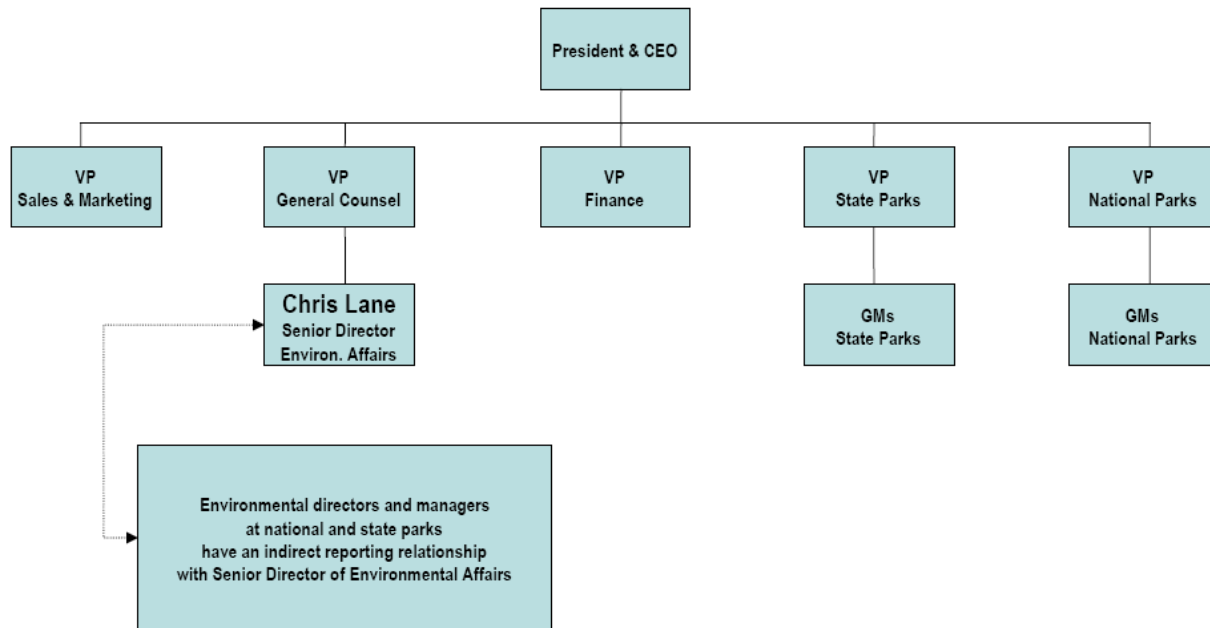 President & CEO
VP
Sales & Marketing
VP
General Counsel
VP
Finance
VP
State Parks
VP
National Parks
Chris Lane
Senior Director
Environ. Affairs
GMs
State Parks
GMs
National Parks
Environmental directors and managers
at national and state parks
have an indirect reporting relationship
with Senior Director of Environmental Affairs